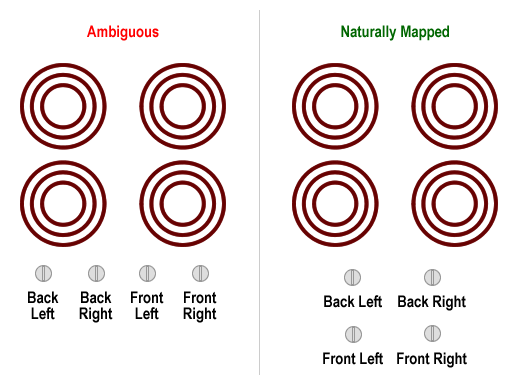 Ambiguous
Naturally Mapped
Back Back Front Front
Left Right Left Right
Back Left Back Right
Front Left Front Right